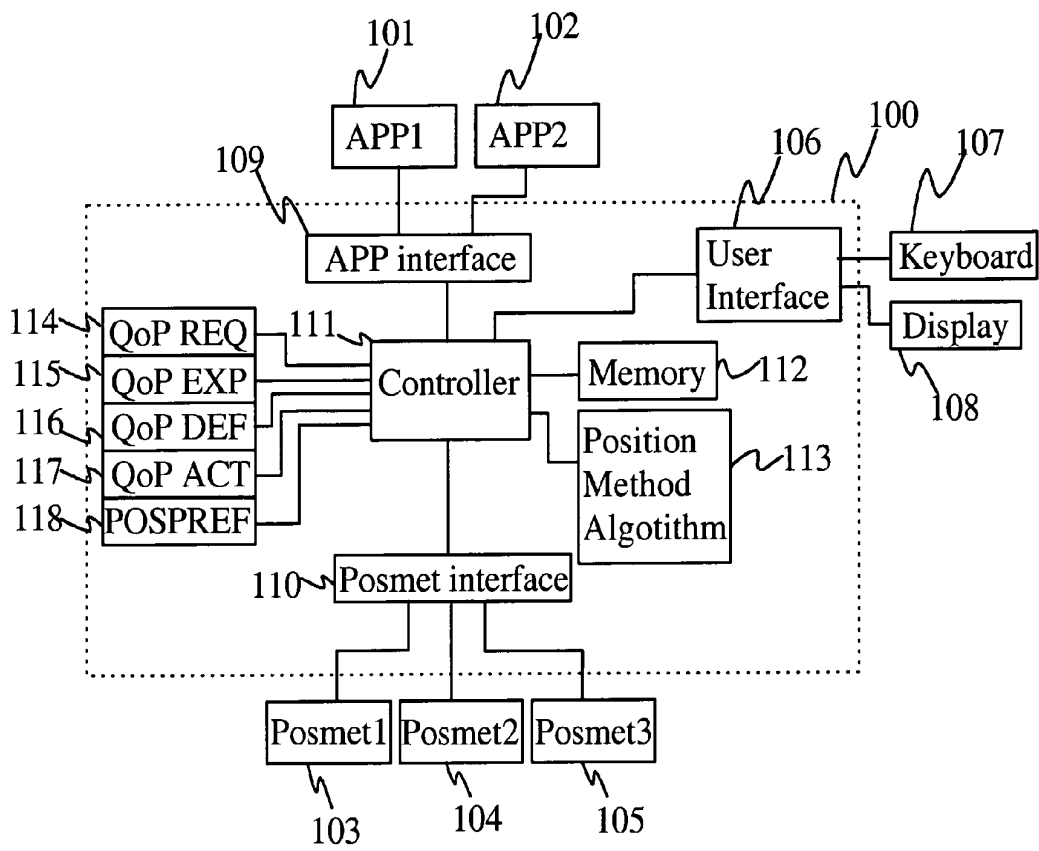 101
102
APP1
APP2
109
106
100
107
APP interface
User
Interface
Keyboard
Display
108
114
QoP REQ
115
QoP EXP
116
QoP DEF
117
QoP ACT
118
POSPREF
111
Controller
Memory
112
Position
Method
Algotithm
113
110
Posmet interface
Posmet1
Posmet2
Posmet3
103
104
105